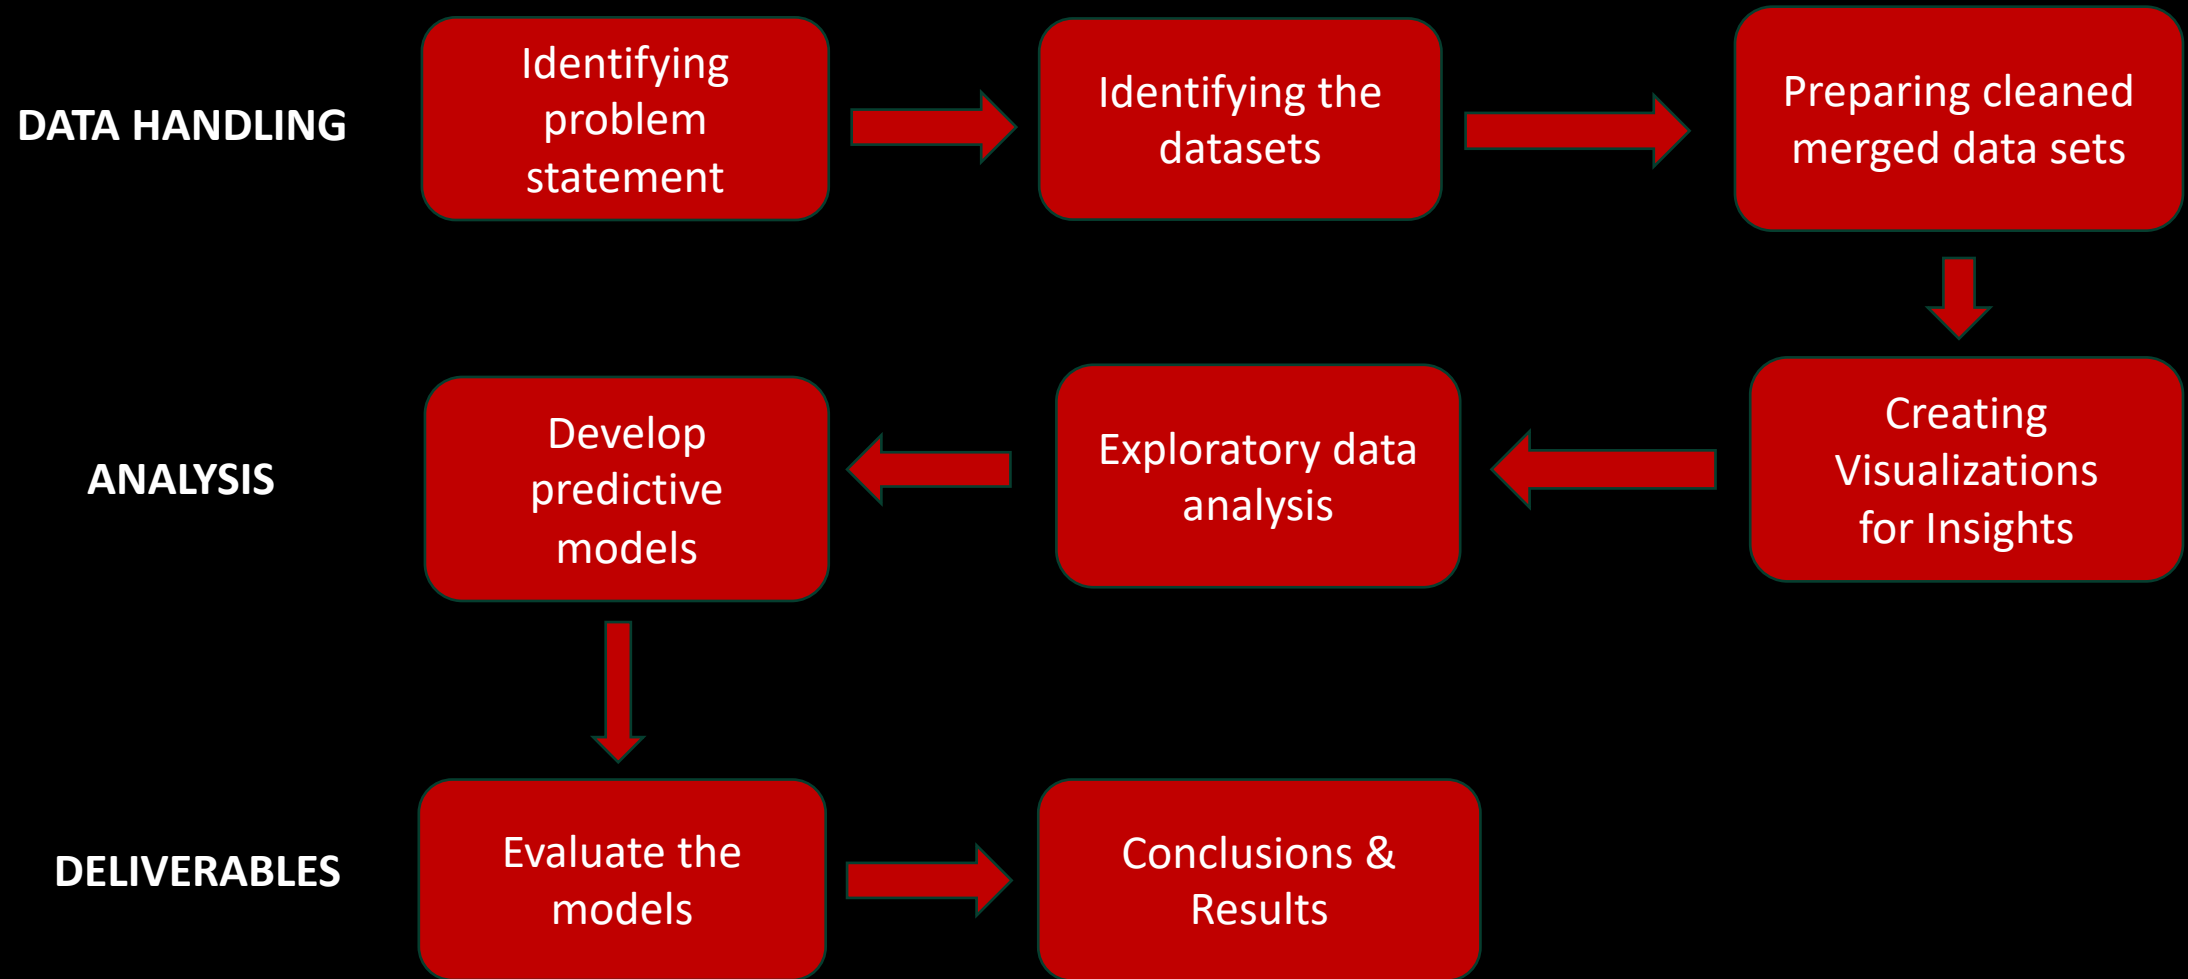 DATA HANDLING
Identifying
problem
statement
Identifying the
datasets
Preparing cleaned
merged data sets
ANALYSIS
Develop
predictive
models
Exploratory data
analysis
Creating
Visualizations
for Insights
DELIVERABLES
Evaluate the
models
Conclusions &
Results